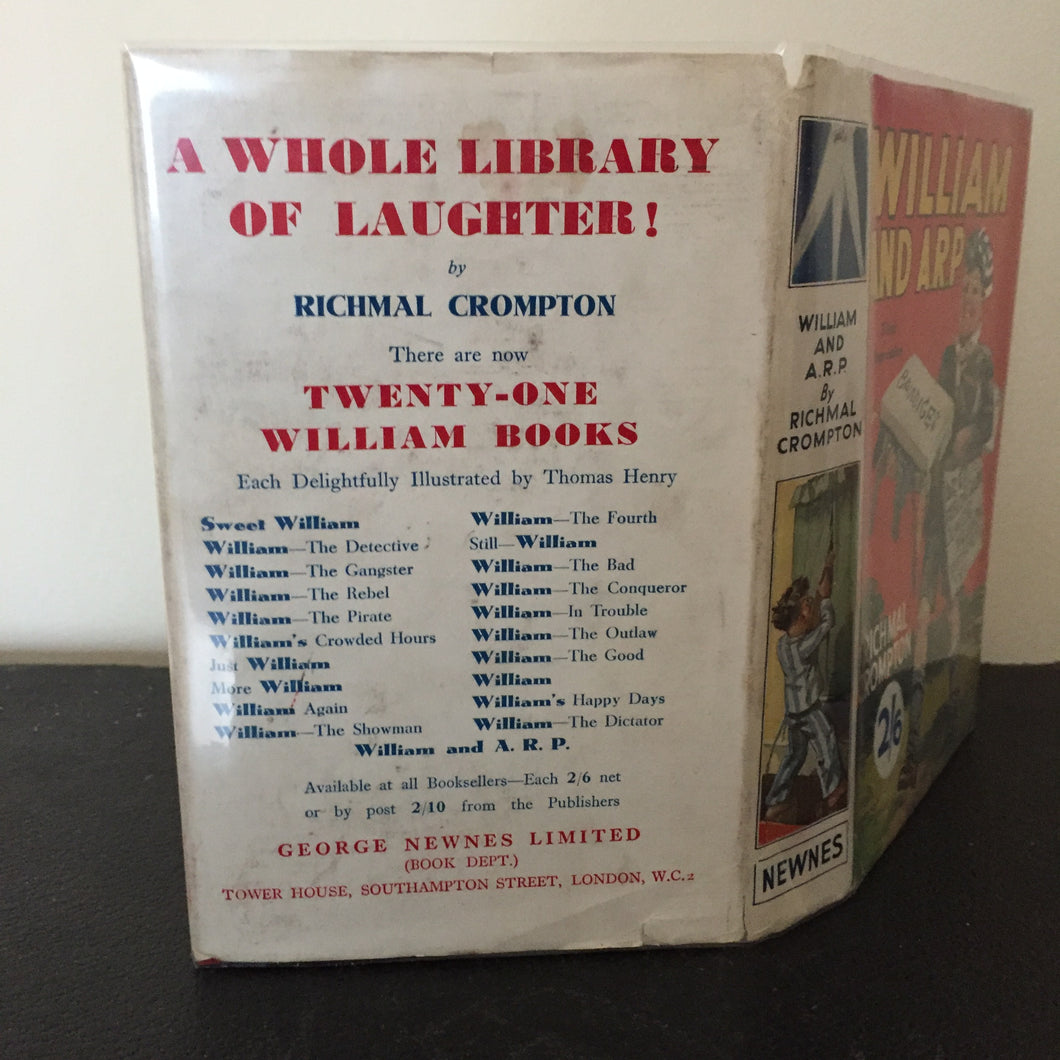 A WHOLE LIBRARY
OF LAUGHTER!
by
RICHMAL CROMPTON
There are now
TWENTY-ONE
WILLIAM BOOKS
Each Delightfully Illustrated by Thomas Henry
Sweet William
William—The Detective
William—The Gangster
William—The Rebel
William—The Pirate
William's Crowded Hours
Just William
More William
William Again
William—The Showman
William—The Fourth
Still—William
William—The Bad
William—The Conqueror
William—In Trouble
William—The Outlaw
William—The Good
William
William's Happy Days
William—The Dictator
William and A. R. P.
Available at all Booksellers—Each 2/6 net
or by post 2/10 from the Publishers
GEORGE NEWNES LIMITED
(BOOK DEPT.)
TOWER HOUSE, SOUTHAMPTON STREET, LONDON, W.C.2
WILLIAM
AND
A.R.P.
By
RICHMAL
CROMPTON
NEWNES
WILLIAM
AND ARP
RICHMAL
CROMPTON
2/6